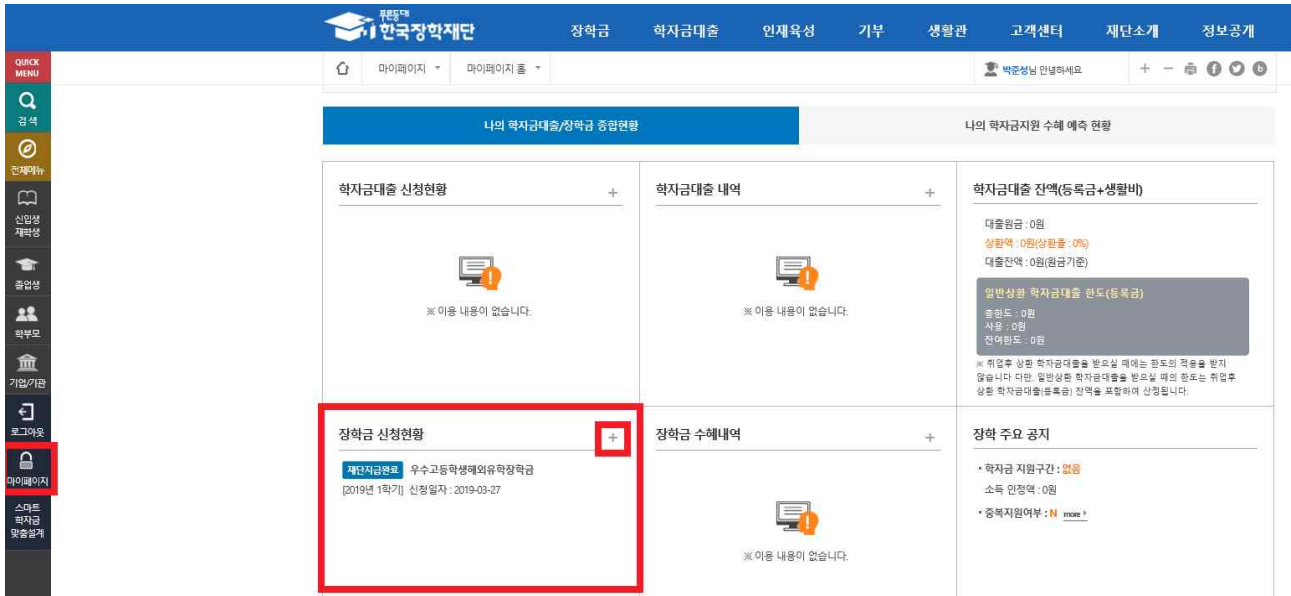 푸른등대
한국장학재단
장학금 학자금대출 인재육성 기부 생활관 고객센터 재단소개 정보공개
QUICK
MENU
마이페이지 마이페이지 홈 박준성님 안녕하세요
검색
전체메뉴
신입생
재학생
졸업생
학부모
기업/기관
로그아웃
마이페이지
스마트
학자금
맞춤설계
나의 학자금대출/장학금 종합현황 나의 학자금지원 수혜 예측 현황
학자금대출 신청현황
※ 이용 내용이 없습니다.
학자금대출 내역
※ 이용 내용이 없습니다.
학자금대출 잔액(등록금+생활비)
대출원금 : 0원
상환액 : 0원(상환율 : 0%)
대출잔액 : 0원(원금기준)
일반상환 학자금대출 한도(등록금)
총한도 : 0원
사용 : 0원
잔여한도 : 0원
※ 취업후 상환 학자금대출을 받으실 때에는 한도의 적용을 받지
않습니다 다만, 일반상환 학자금대출을 받으실 때의 한도는 취업후
상환 학자금대출(등록금) 잔액을 포함하여 산정됩니다.
장학금 신청현황
재단지급완료 우수고등학생해외유학장학금
[2019년 1학기] 신청일자 : 2019-03-27
장학금 수혜내역
※ 이용 내용이 없습니다.
장학 주요 공지
• 학자금 지원구간 : 없음
소득 인정액 : 0원
• 중복지원여부 : N more